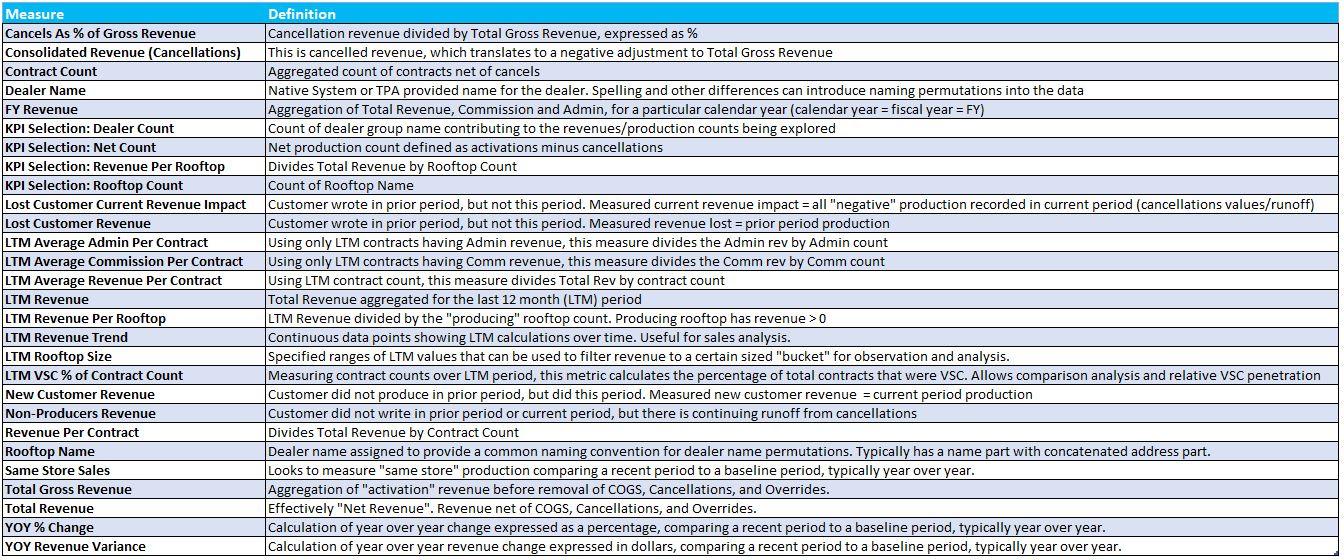 Measure Definition
Cancels As % of Gross Revenue Cancellation revenue divided by Total Gross Revenue, expressed as %
Consolidated Revenue (Cancellations) This is cancelled revenue, which translates to a negative adjustment to Total Gross Revenue
Contract Count Aggregated count of contracts net of cancels
Dealer Name Native System or TPA provided name for the dealer. Spelling and other differences can introduce naming permutations into the data
FY Revenue Aggregation of Total Revenue, Commission and Admin, for a particular calendar year (calendar year = fiscal year = FY)
KPI Selection: Dealer Count Count of dealer group name contributing to the revenues/production counts being explored
KPI Selection: Net Count Net production count defined as activations minus cancellations
KPI Selection: Revenue Per Rooftop Divides Total Revenue by Rooftop Count
KPI Selection: Rooftop Count Count of Rooftop Name
Lost Customer Current Revenue Impact Customer wrote in prior period, but not this period. Measured current revenue impact = all "negative" production recorded in current period (cancellations values/runoff)
Lost Customer Revenue Customer wrote in prior period, but not this period. Measured revenue lost = prior period production
LTM Average Admin Per Contract Using only LTM contracts having Admin revenue, this measure divides the Admin rev by Admin count
LTM Average Commission Per Contract Using only LTM contracts having Comm revenue, this measure divides the Comm rev by Comm count
LTM Average Revenue Per Contract Using LTM contract count, this measure divides Total Rev by contract count
LTM Revenue Total Revenue aggregated for the last 12 month (LTM) period
LTM Revenue Per Rooftop LTM Revenue divided by the "producing" rooftop count. Producing rooftop has revenue > 0
LTM Revenue Trend Continuous data points showing LTM calculations over time. Useful for sales analysis.
LTM Rooftop Size Specified ranges of LTM values that can be used to filter revenue to a certain sized "bucket" for observation and analysis.
LTM VSC % of Contract Count Measuring contract counts over LTM period, this metric calculates the percentage of total contracts that were VSC. Allows comparison analysis and relative VSC penetration
New Customer Revenue Customer did not produce in prior period, but did this period. Measured new customer revenue = current period production
Non-Producers Revenue Customer did not write in prior period or current period, but there is continuing runoff from cancellations
Revenue Per Contract Divides Total Revenue by Contract Count
Rooftop Name Dealer name assigned to provide a common naming convention for dealer name permutations. Typically has a name part with concatenated address part.
Same Store Sales Looks to measure "same store" production comparing a recent period to a baseline period, typically year over year.
Total Gross Revenue Aggregation of "activation" revenue before removal of COGS, Cancellations, and Overrides.
Total Revenue Effectively "Net Revenue". Revenue net of COGS, Cancellations, and Overrides.
YOY % Change Calculation of year over year change expressed as a percentage, comparing a recent period to a baseline period, typically year over year.
YOY Revenue Variance Calculation of year over year revenue change expressed in dollars, comparing a recent period to a baseline period, typically year over year.